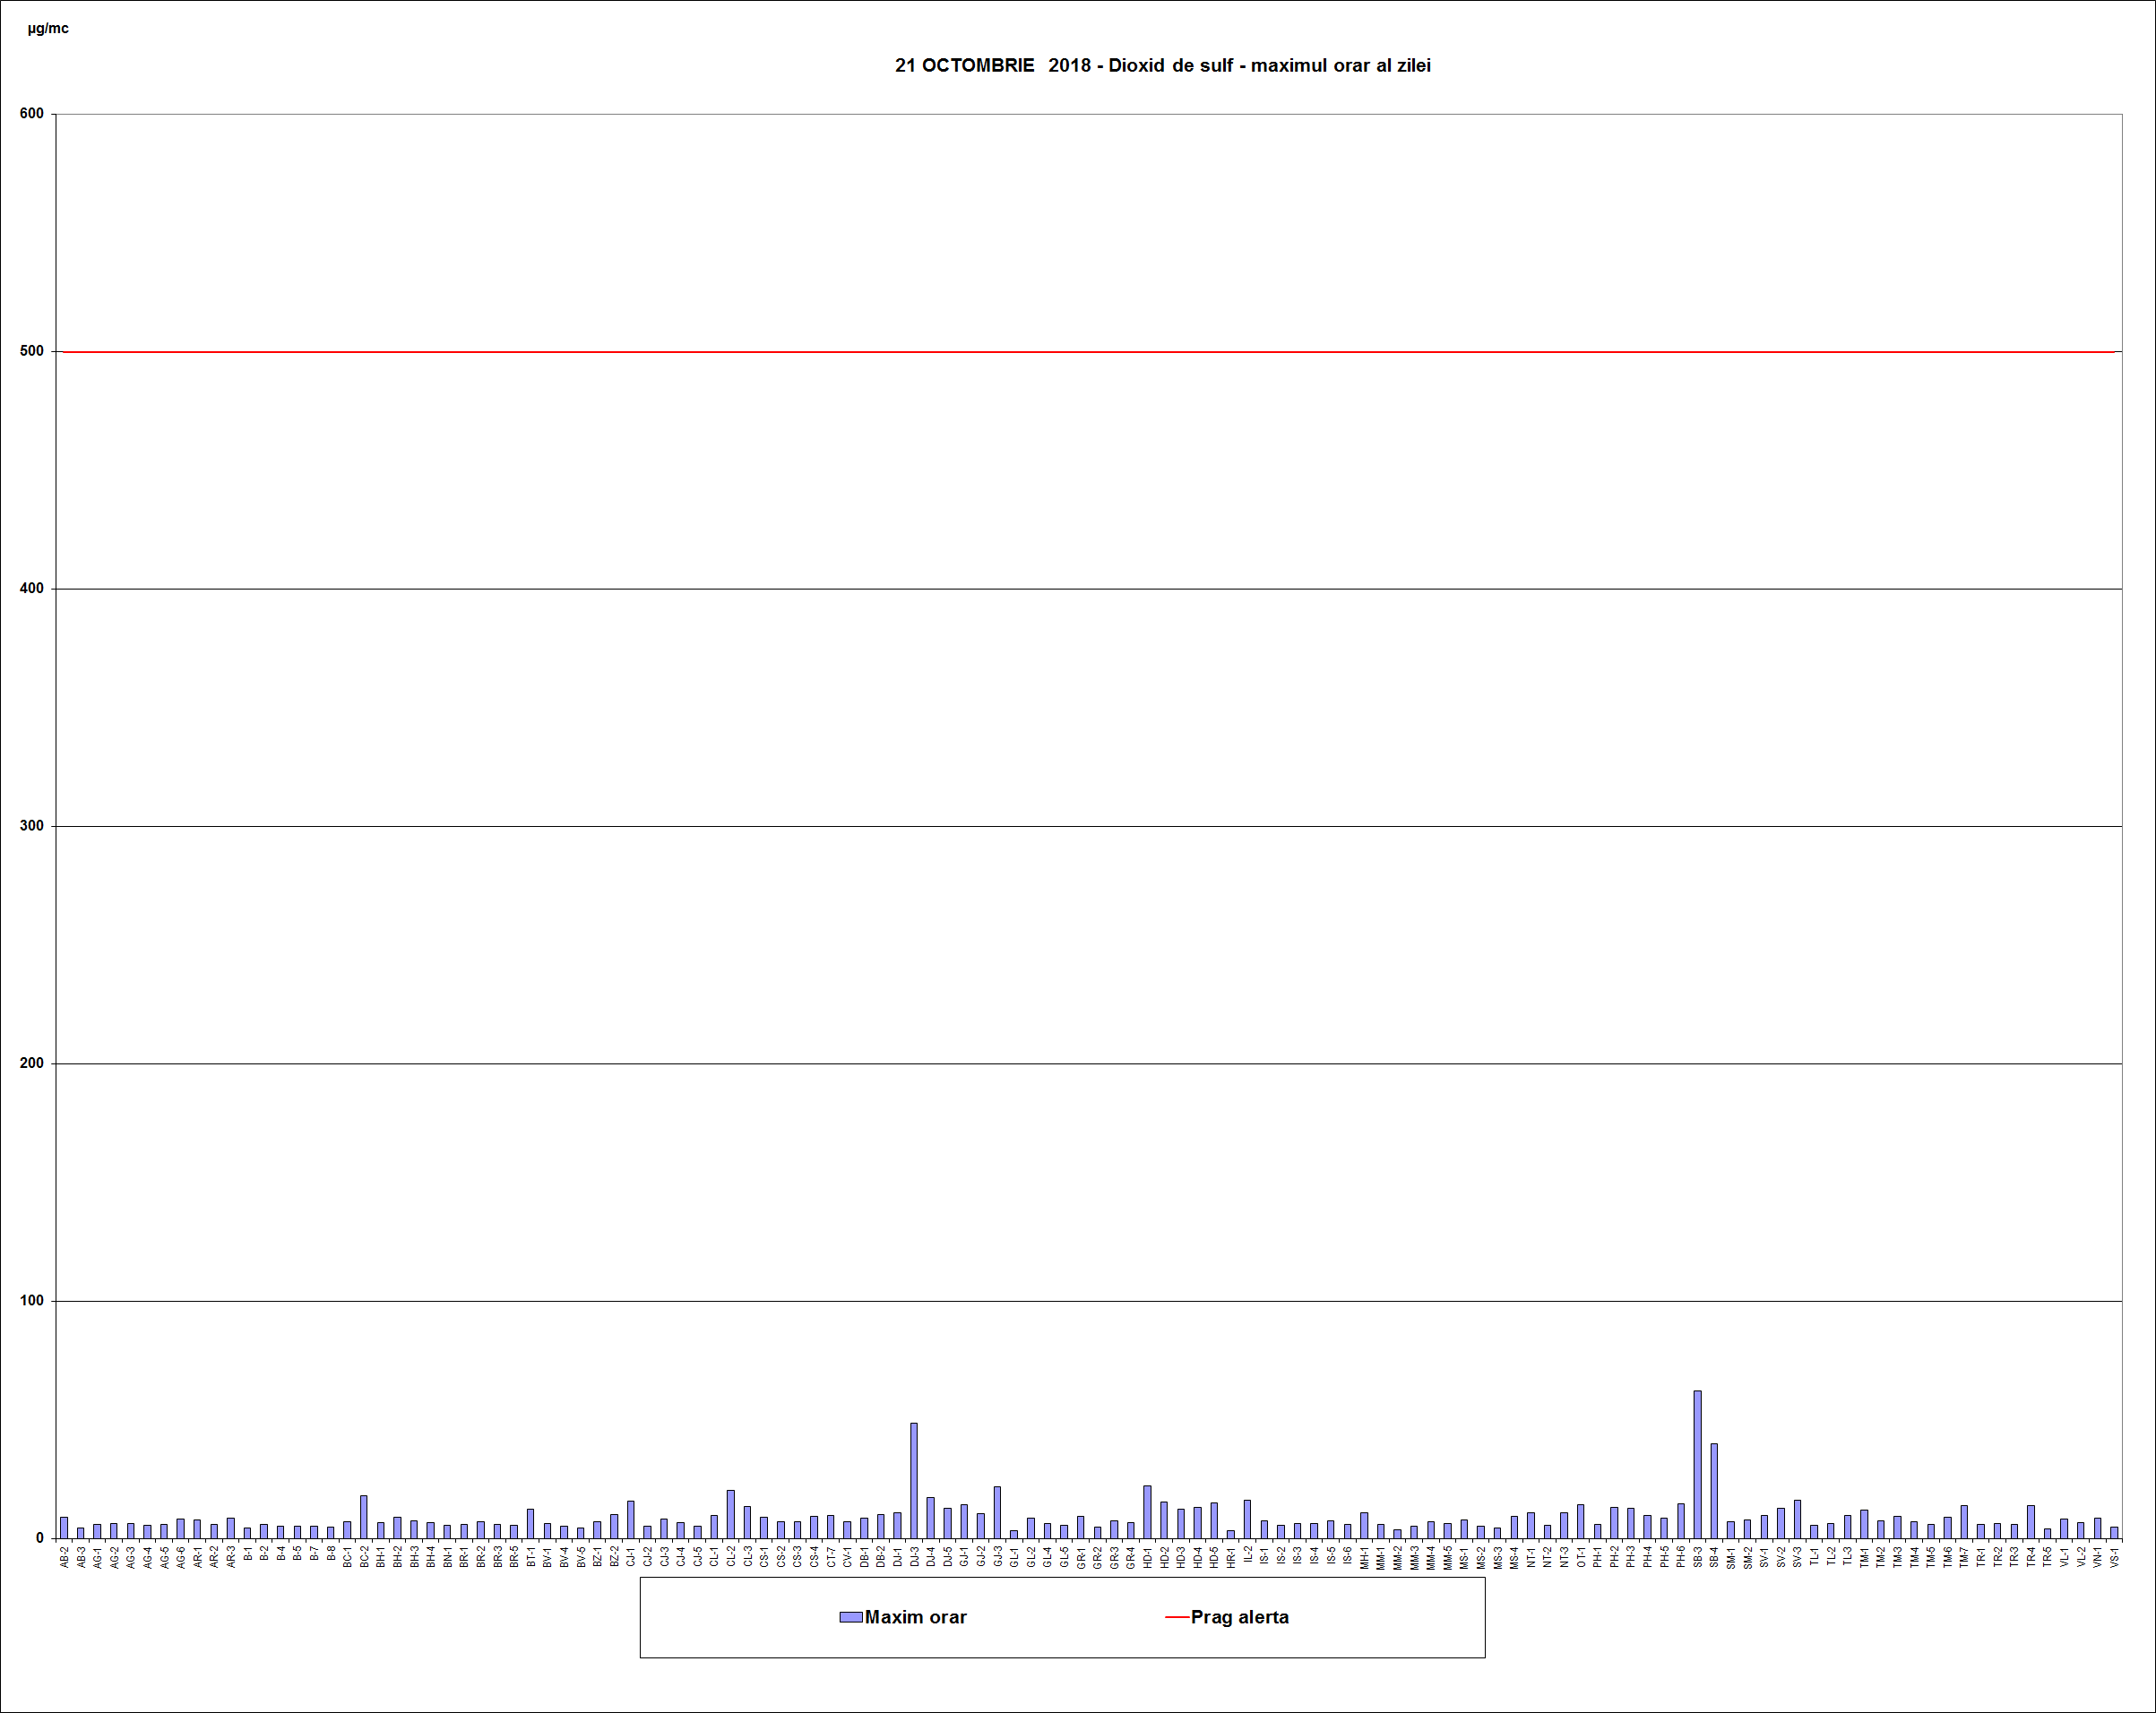 µg/mc
21 OCTOMBRIE 2018 - Dioxid de sulf - maximul orar al zilei
600
500
400
300
200
100
0
AB-2 AB-3 AG-1 AG-2 AG-3 AG-4 AG-5 AG-6 AR-1 AR-2 AR-3 B-1 B-2 B-4 B-5 B-7 B-8 BC-1 BC-2 BH-1 BH-2 BH-3 BH-4 BN-1 BR-1 BR-2 BR-3 BR-5 BT-1 BV-1 BV-4 BV-5 BZ-1 BZ-2 CJ-1 CJ-2 CJ-3 CJ-4 CJ-5 CL-1 CL-2 CL-3 CS-1 CS-2 CS-3 CS-4 CT-7 CV-1 DB-1 DB-2 DJ-1 DJ-3 DJ-4 DJ-5 GJ-1 GJ-2 GJ-3 GL-1 GL-2 GL-4 GL-5 GR-1 GR-2 GR-3 GR-4 HD-1 HD-2 HD-3 HD-4 HD-5 HR-1 IL-2 IS-1 IS-2 IS-3 IS-4 IS-5 IS-6 MH-1 MM-1 MM-2 MM-3 MM-4 MM-5 MS-1 MS-2 MS-3 MS-4 NT-1 NT-2 NT-3 OT-1 PH-1 PH-2 PH-3 PH-4 PH-5 PH-6 SB-3 SB-4 SM-1 SM-2 SV-1 SV-2 SV-3 TL-1 TL-2 TL-3 TM-1 TM-2 TM-3 TM-4 TM-5 TM-6 TM-7 TR-1 TR-2 TR-3 TR-4 TR-5 VL-1 VL-2 VN-1 VS-1
Maxim orar Prag alerta